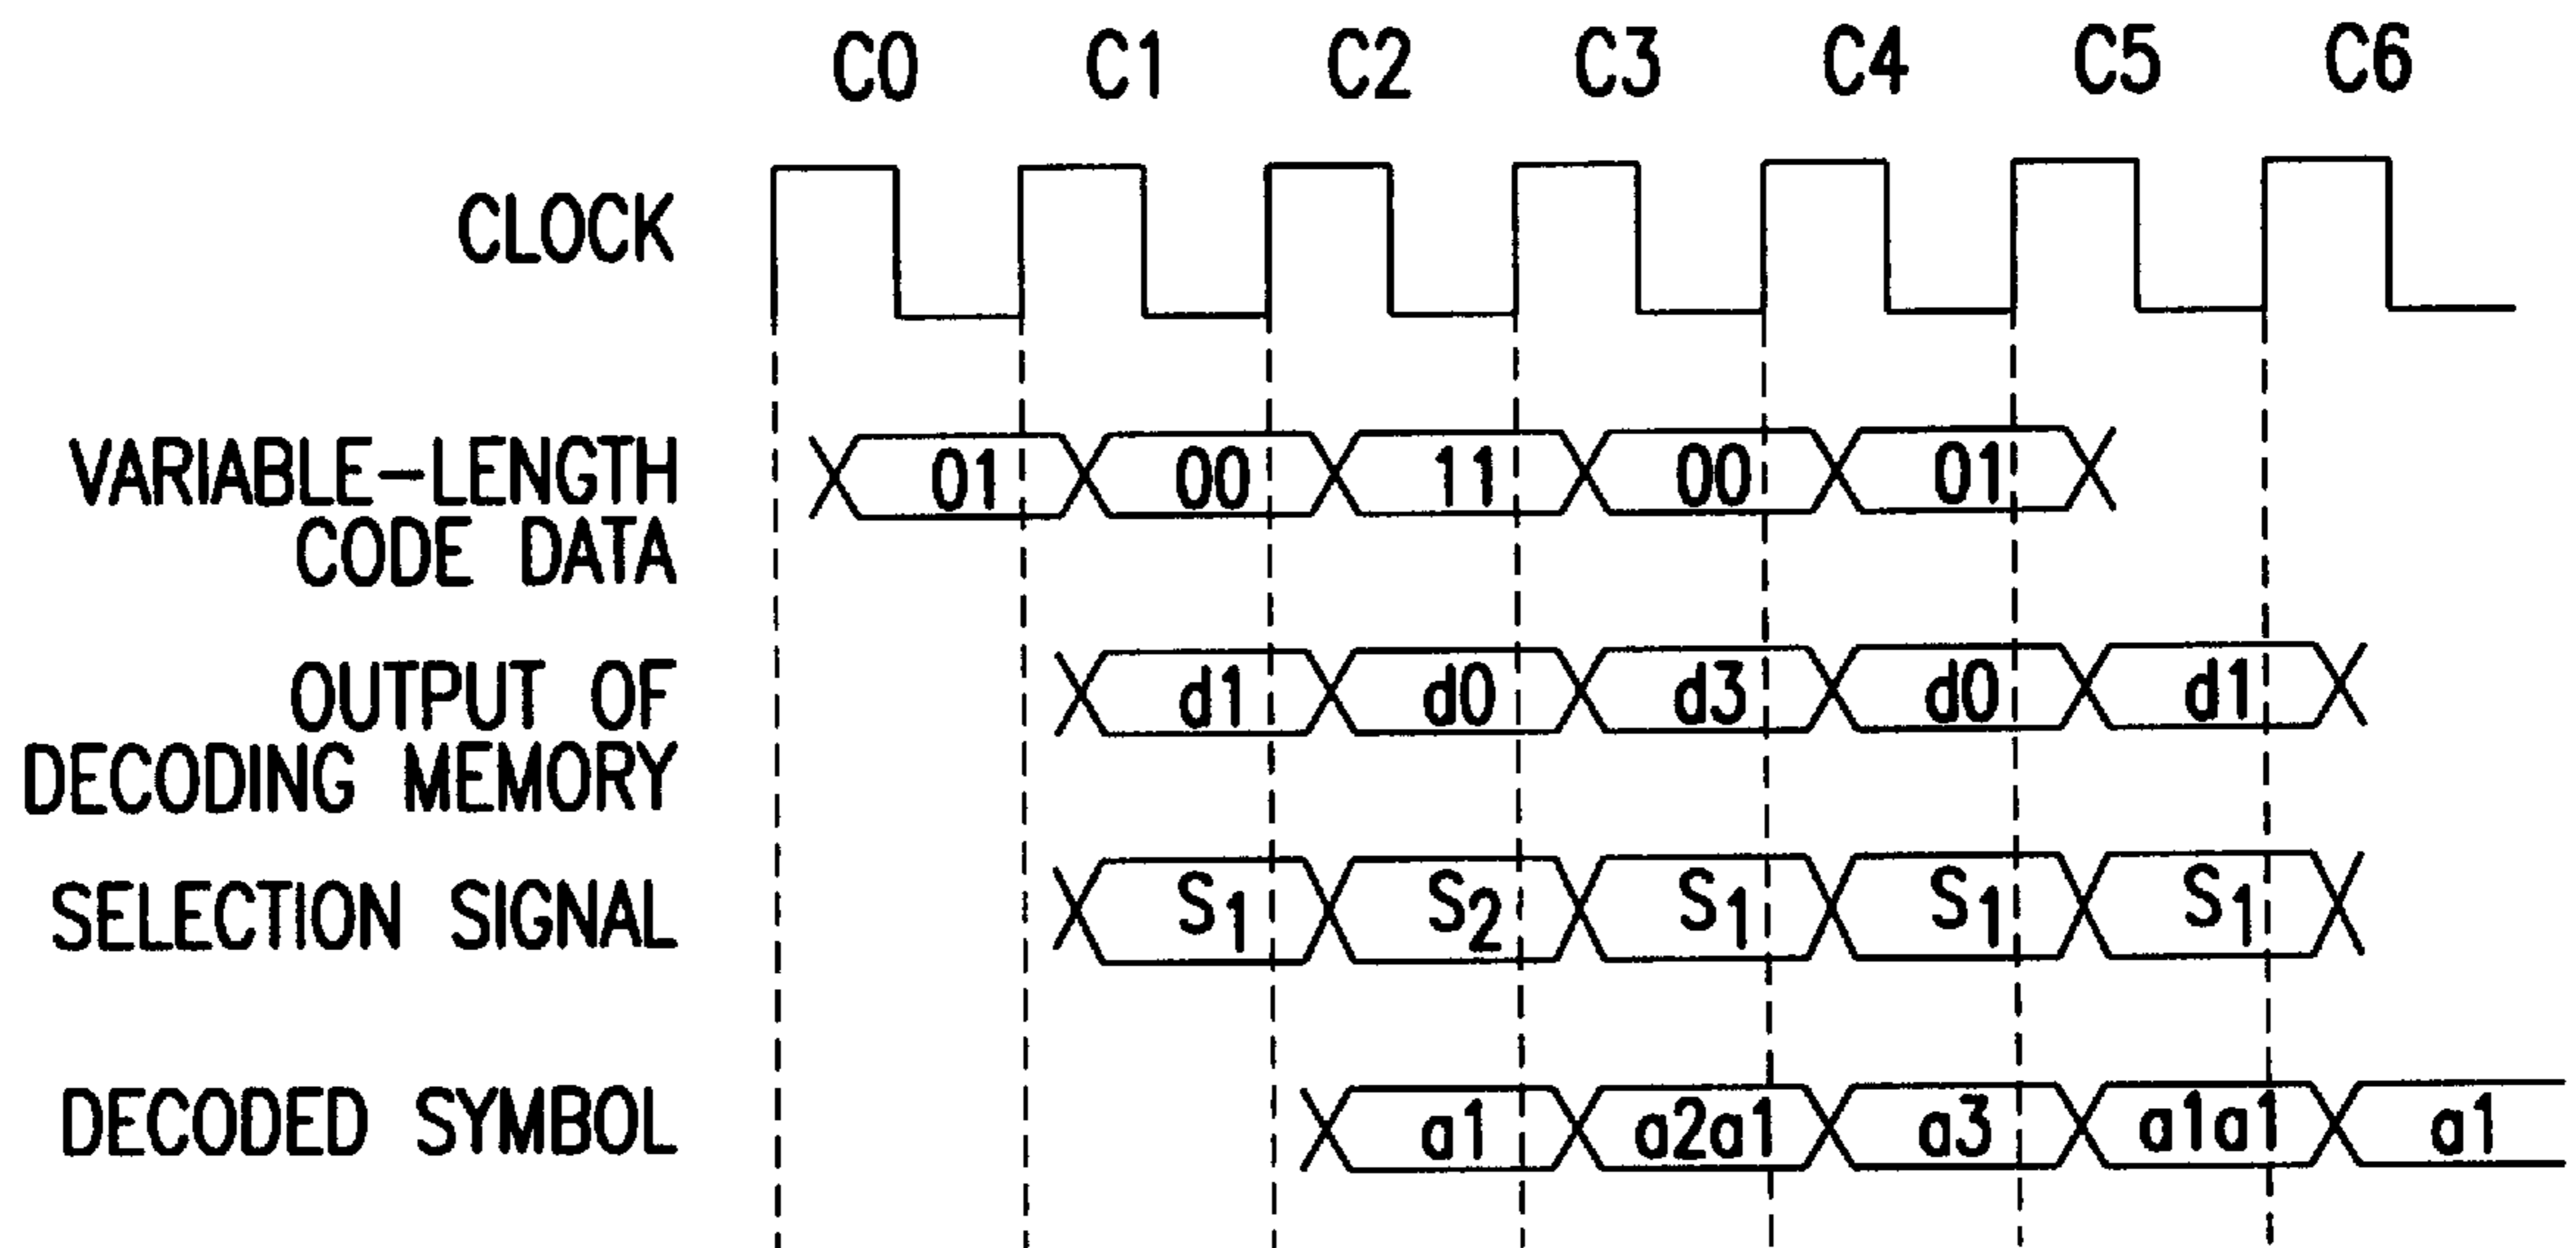 C0 C1 C2 C3 C4 C5 C6
CLOCK
VARIABLE-LENGTH
CODE DATA
01 00 11 00 01
OUTPUT OF
DECODING MEMORY
d1 d0 d3 d0 d1
SELECTION SIGNAL
S1 S2 S1 S1 S1
DECODED SYMBOL
a1 a2a1 a3 a1a1 a1